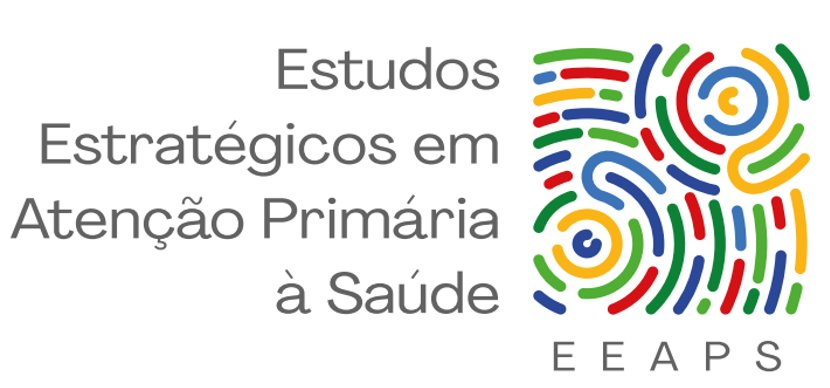 Estudos
Estratégicos em
Atenção Primária
à Saúde
EEAPS